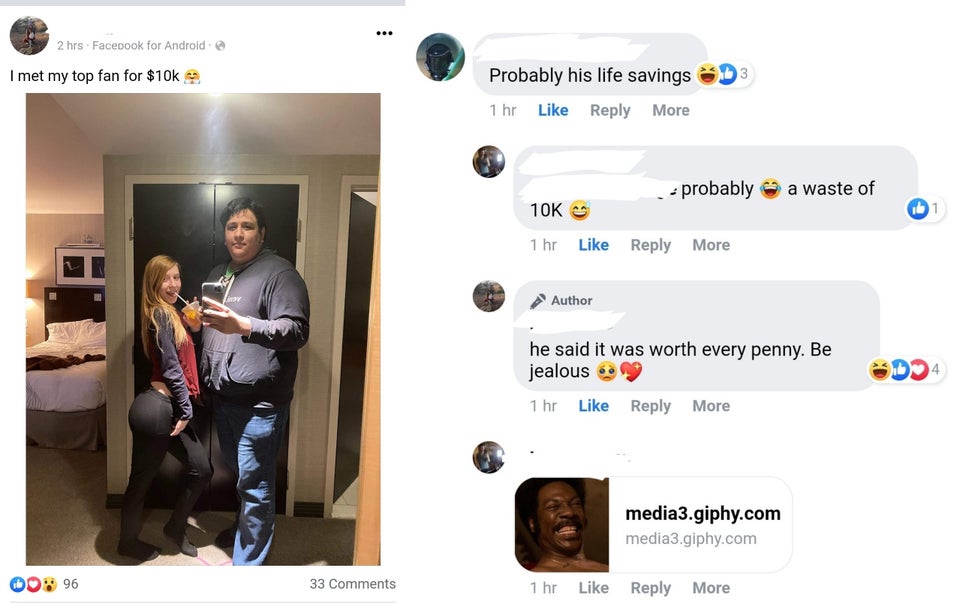 2 hrs · Facebook for Android ·
I met my top fan for $10k 🤗
96
33 Comments
Probably his life savings
😆👍 3
1 hr Like Reply More
probably 😂 a waste of
10K 😅
👍 1
1 hr Like Reply More
Author
he said it was worth every penny. Be
jealous 🥺💖
4
1 hr Like Reply More
media3.giphy.com
media3.giphy.com
1 hr Like Reply More